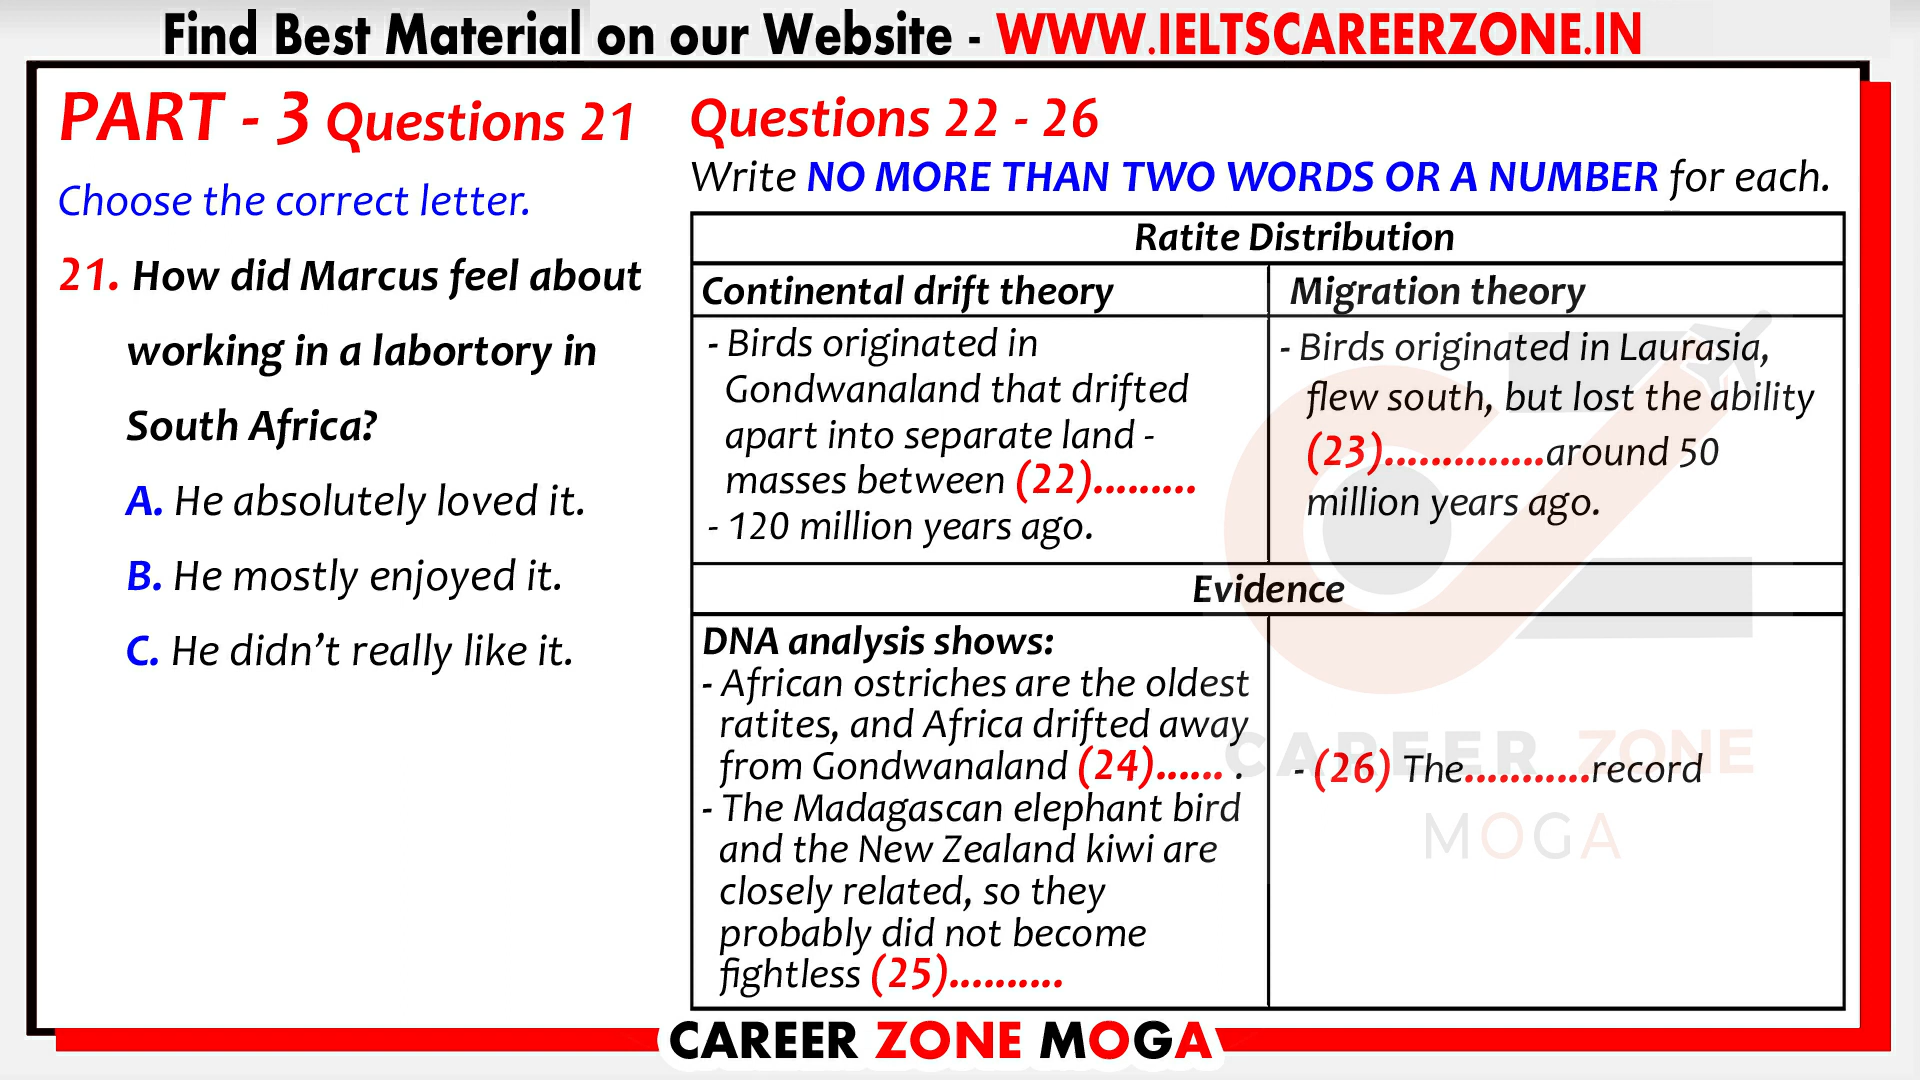 Find Best Material on our Website - WWW.IELTSCAREERZONE.IN
PART - 3 Questions 21
Choose the correct letter.
21. How did Marcus feel about
working in a labortory in
South Africa?
A. He absolutely loved it.
B. He mostly enjoyed it.
C. He didn't really like it.
Questions 22 - 26
Write NO MORE THAN TWO WORDS OR A NUMBER for each.
Ratite Distribution
Continental drift theory
- Birds originated in
Gondwanaland that drifted
apart into separate land -
masses between (22).........
- 120 million years ago.
Migration theory
- Birds originated in Laurasia,
flew south, but lost the ability
(23)..............around 50
million years ago.
Evidence
DNA analysis shows:
- African ostriches are the oldest
ratites, and Africa drifted away
from Gondwanaland (24)...... .
- The Madagascan elephant bird
and the New Zealand kiwi are
closely related, so they
probably did not become
fightless (25)..........
- (26) The...........record
CAREER ZONE
MOGA
CAREER ZONE MOGA